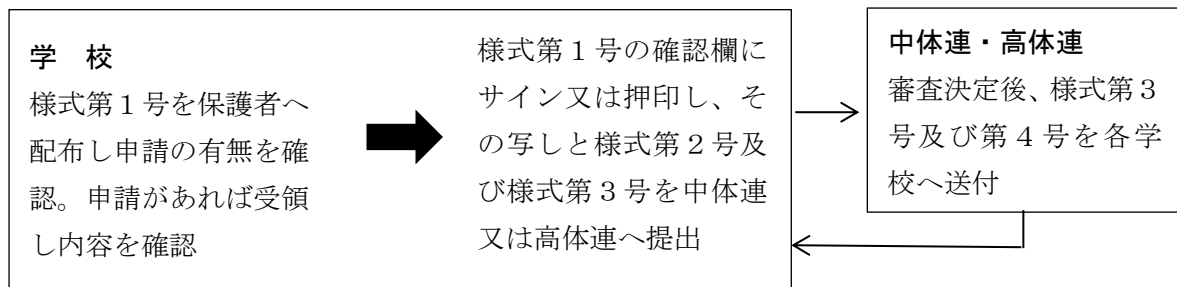 学　校
様式第１号を保護者へ
配布し申請の有無を確
認。申請があれば受領
し内容を確認
様式第１号の確認欄に
サイン又は押印し、そ
の写しと様式第２号及
び様式第３号を中体連
又は高体連へ提出
中体連・高体連
審査決定後、様式第３
号及び第４号を各学
校へ送付